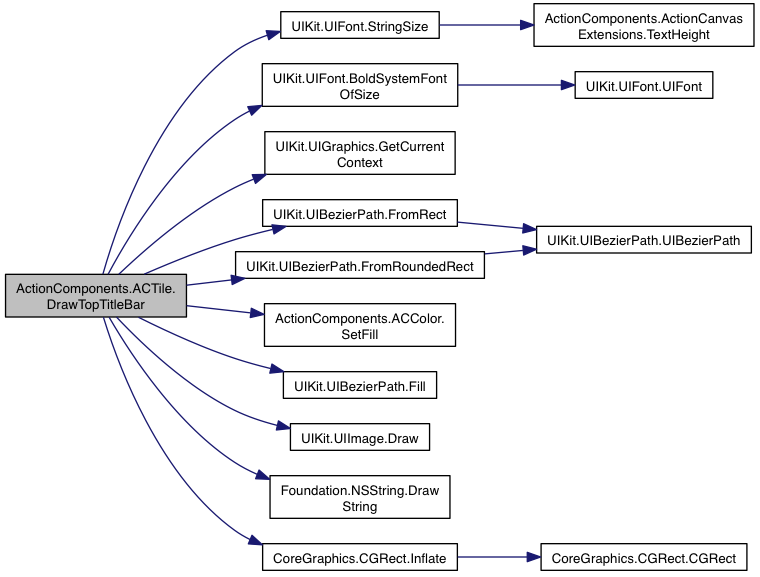 UIKit.UIFont.StringSize
ActionComponents.ActionCanvas
Extensions.TextHeight
UIKit.UIFont.BoldSystemFont
OfSize
UIKit.UIFont.UIFont
UIKit.UIGraphics.GetCurrent
Context
UIKit.UIBezierPath.FromRect
UIKit.UIBezierPath.UIBezierPath
UIKit.UIBezierPath.FromRoundedRect
ActionComponents.ACTile.
DrawTopTitleBar
ActionComponents.ACColor.
SetFill
UIKit.UIBezierPath.Fill
UIKit.UIImage.Draw
Foundation.NSString.Draw
String
CoreGraphics.CGRect.Inflate
CoreGraphics.CGRect.CGRect